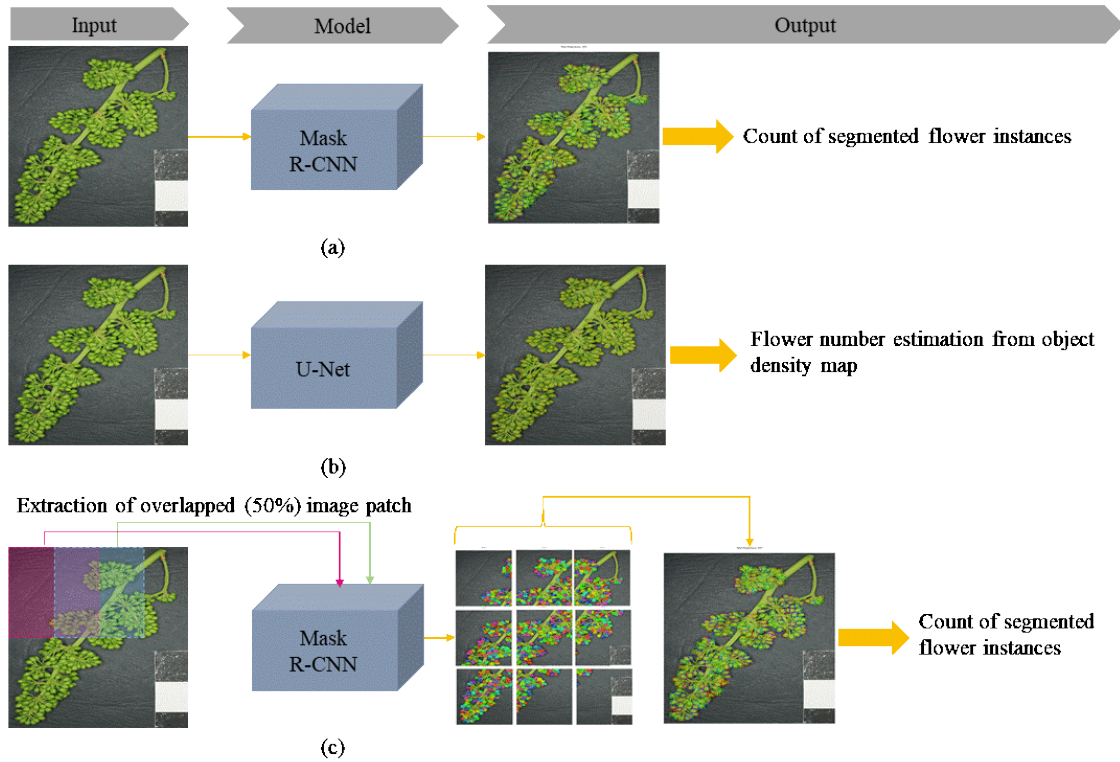 Input
Model
Output
Mask
R-CNN
Count of segmented flower instances
(a)
U-Net
Flower number estimation from object
density map
(b)
Extraction of overlapped (50%) image patch
Mask
R-CNN
Count of segmented
flower instances
(c)